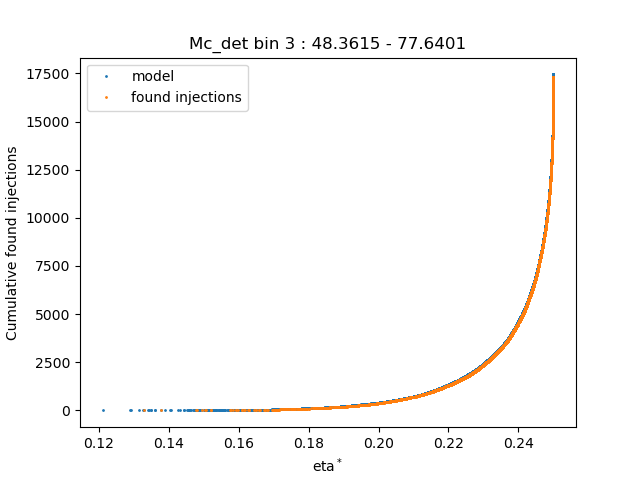 Mc_det bin 3 : 48.3615 - 77.6401
model
found injections
17500
15000
12500
10000
7500
5000
2500
0
Cumulative found injections
0.12 0.14 0.16 0.18 0.20 0.22 0.24
eta*